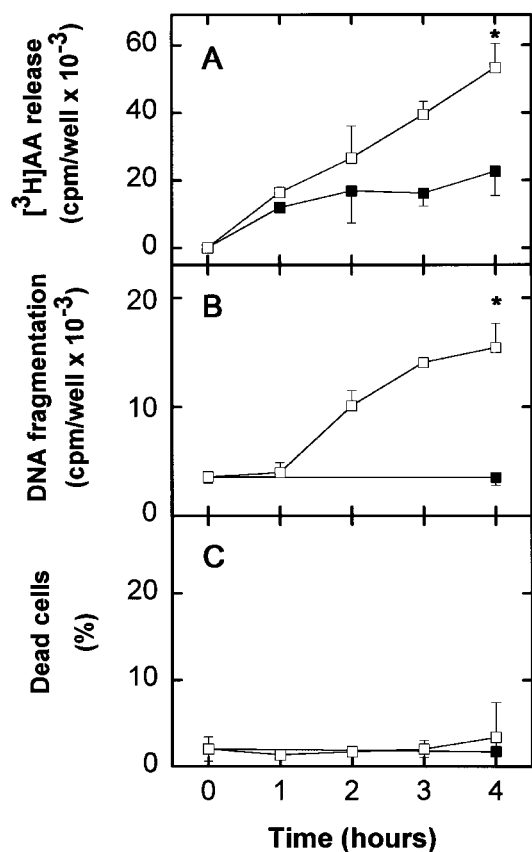 A
*
[³H]AA release
(cpm/well x 10⁻³)
60
40
20
0
B
*
DNA fragmentation
(cpm/well x 10⁻³)
20
10
0
C
Dead cells
(%)
20
10
0
0 1 2 3 4
Time (hours)